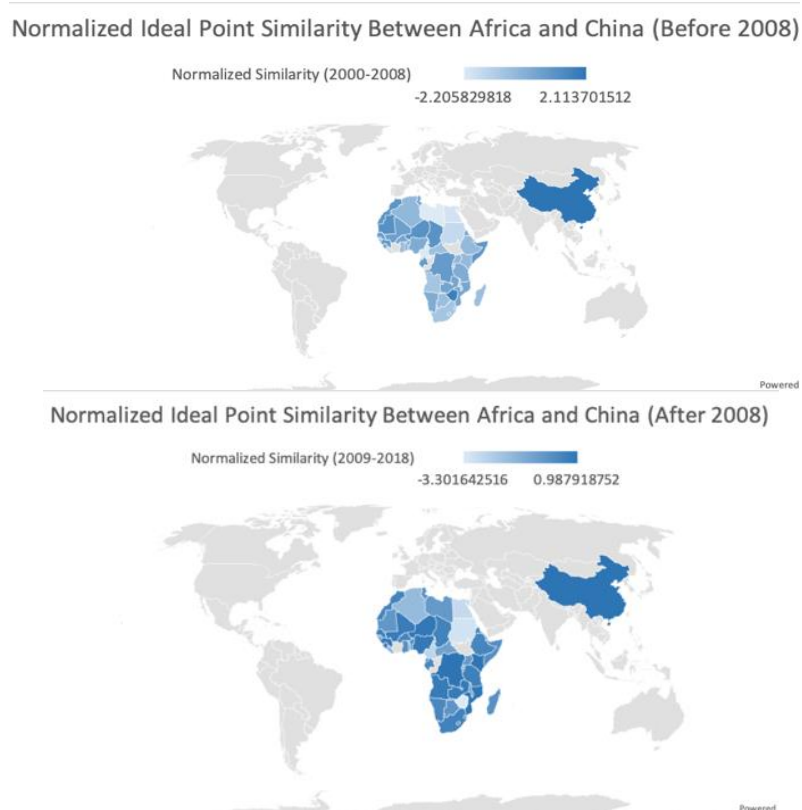 Normalized Ideal Point Similarity Between Africa and China (Before 2008)
Normalized Similarity (2000-2008)
-2.205829818 2.113701512
Powered
Normalized Ideal Point Similarity Between Africa and China (After 2008)
Normalized Similarity (2009-2018)
-3.301642516 0.987918752
Powered